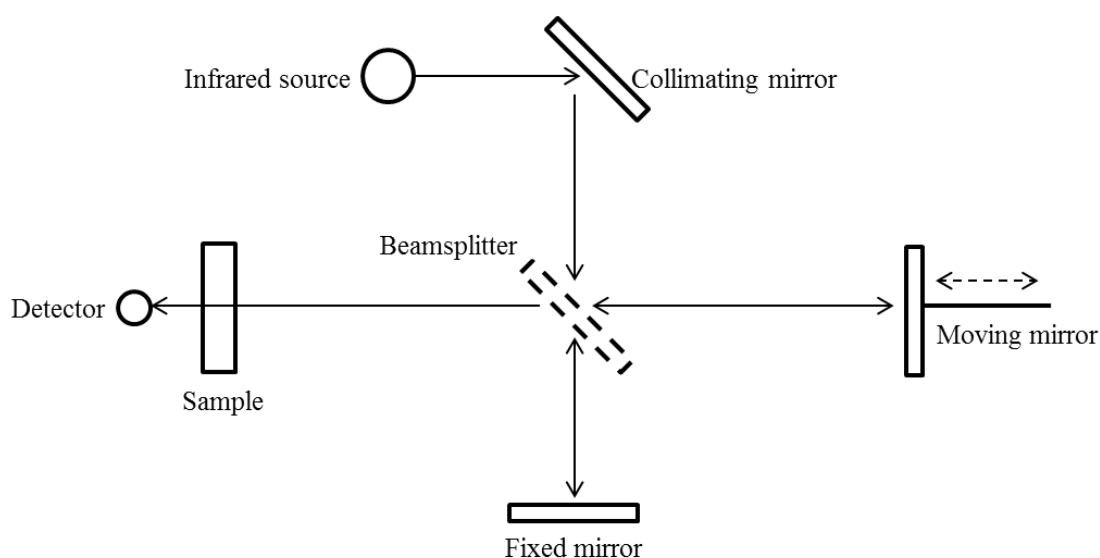 Infrared source
Collimating mirror
Beamsplitter
Detector
Moving mirror
Sample
Fixed mirror